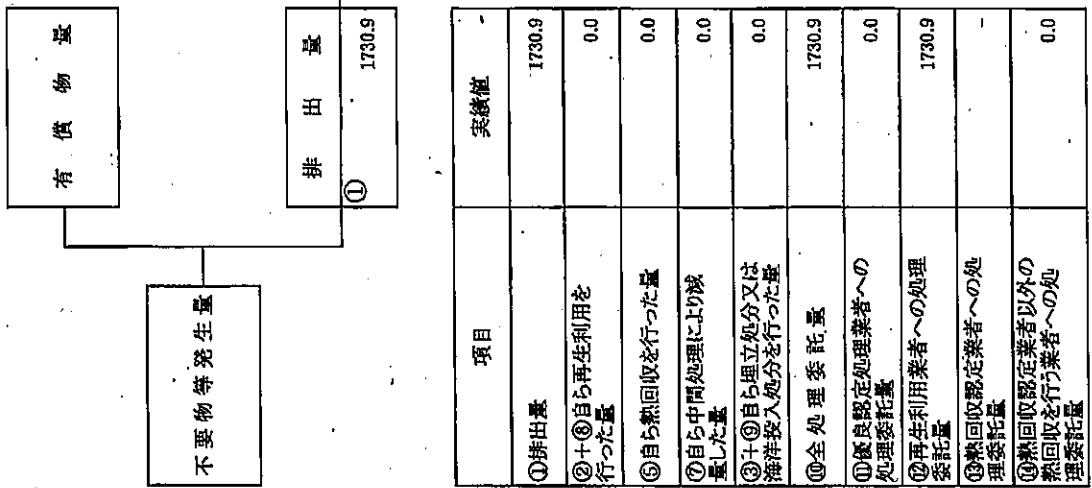 有償物量
不要物等発生量
排出量
①
1730.9
項目
実績値
①排出量
1730.9
②+⑧自ら再生利用を
行った量
0.0
⑥自ら熱回収を行った量
0.0
⑦自ら中間処理により減
量した量
0.0
③+⑨自ら埋立処分又は
海洋投入処分を行った量
0.0
⑩全処理委託量
1730.9
⑪優良認定処理業者への
処理委託量
0.0
⑫再生利用業者への処理
委託量
1730.9
⑬熱回収認定業者への処
理委託量
－
⑭熱回収認定業者以外の
熱回収を行う業者への処
理委託量
0.0